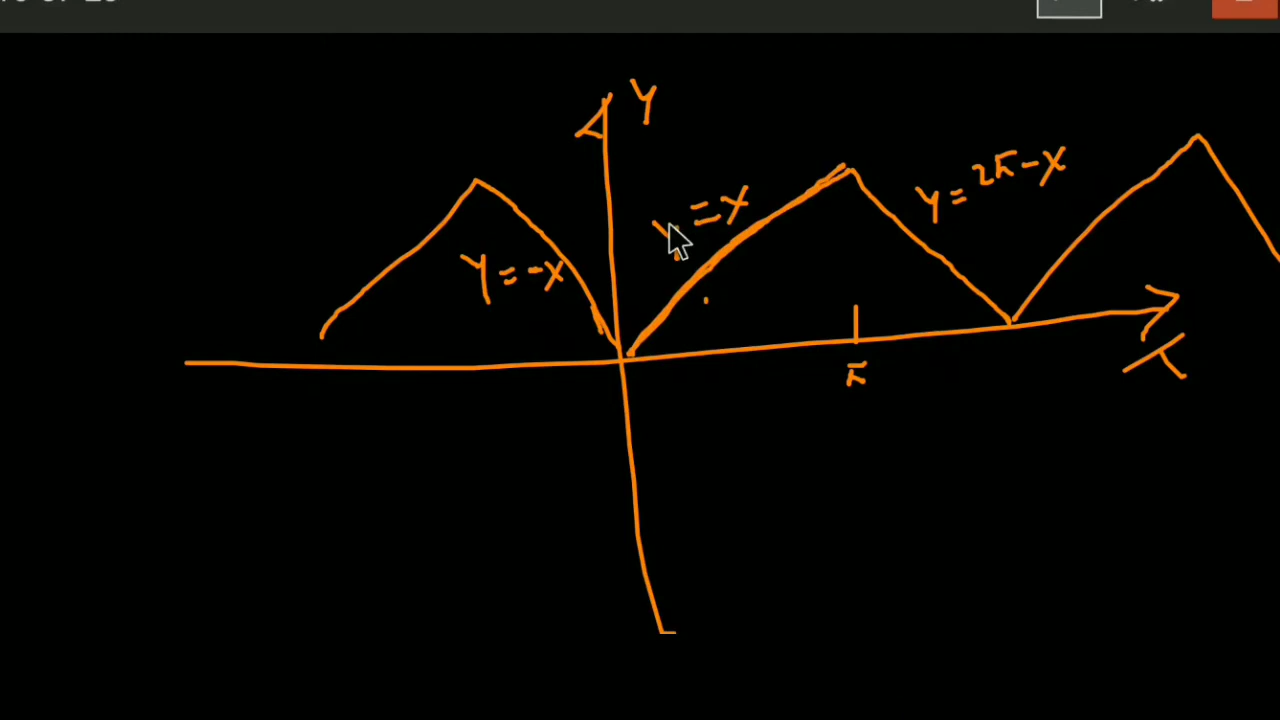 Y
y = x
y = 2π - x
y = -x
π
x